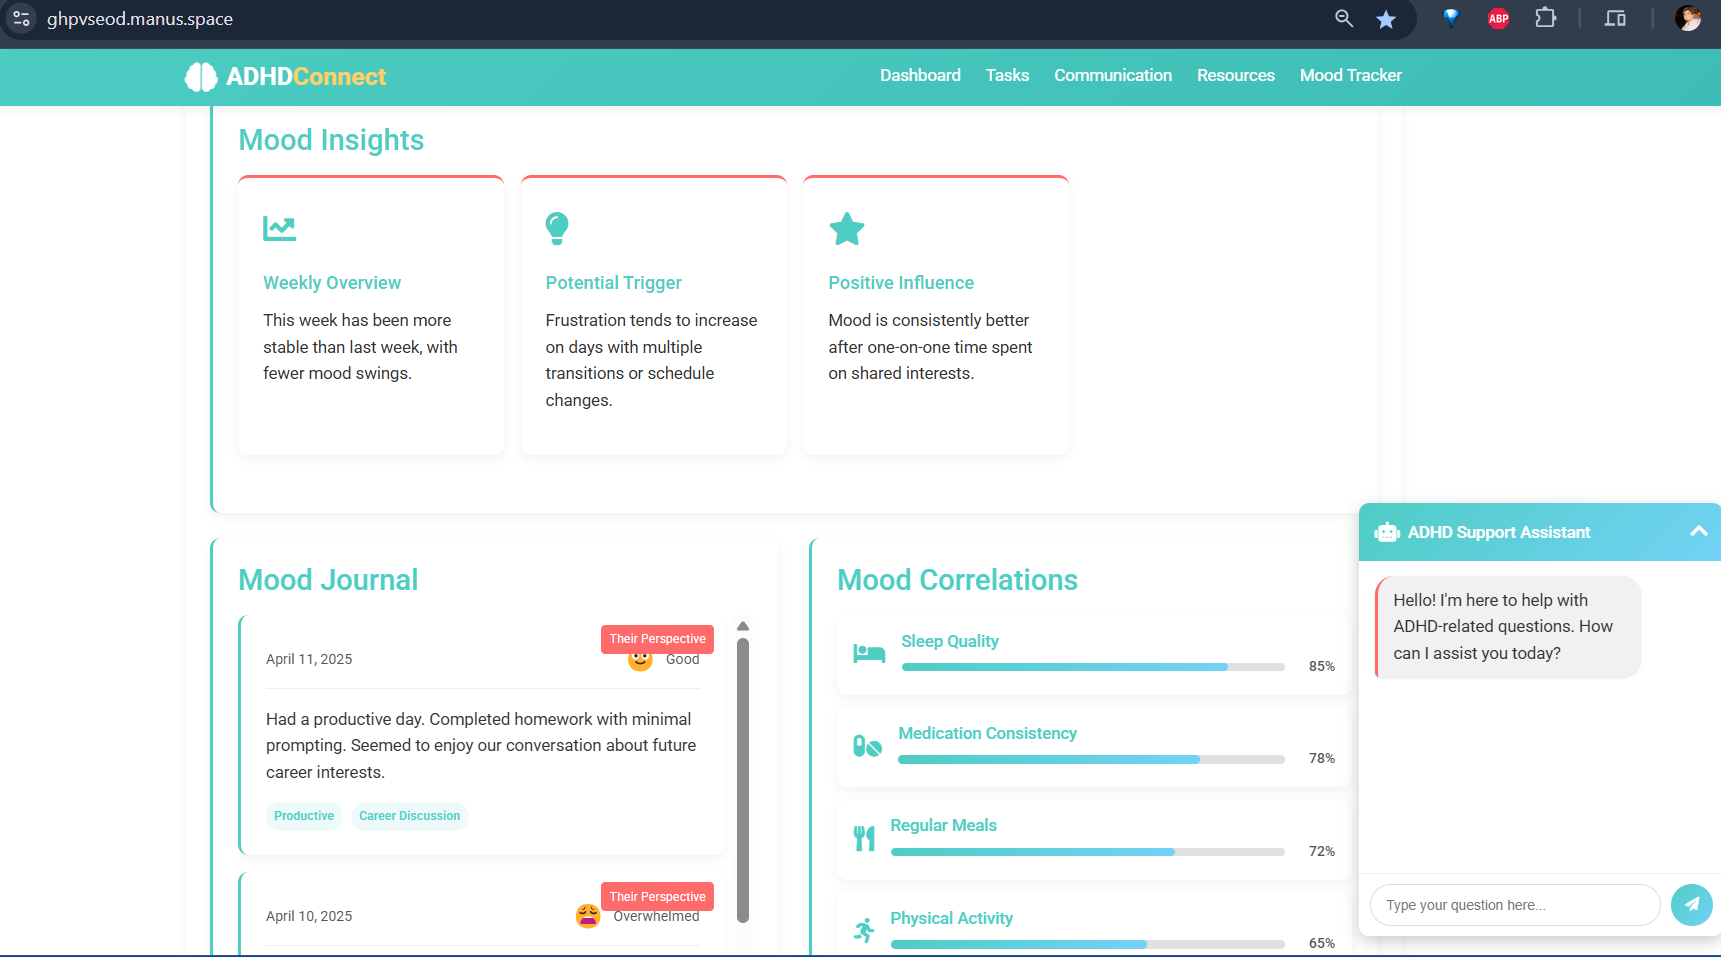 ghpvseod.manus.space
ABP
ADHDConnect
Dashboard
Tasks
Communication
Resources
Mood Tracker
Mood Insights
Weekly Overview
This week has been more
stable than last week, with
fewer mood swings.
Potential Trigger
Frustration tends to increase
on days with multiple
transitions or schedule
changes.
Positive Influence
Mood is consistently better
after one-on-one time spent
on shared interests.
Mood Journal
Their Perspective
April 11, 2025
Good
Had a productive day. Completed homework with minimal
prompting. Seemed to enjoy our conversation about future
career interests.
Productive
Career Discussion
Their Perspective
April 10, 2025
Overwhelmed
Mood Correlations
Sleep Quality
85%
Medication Consistency
78%
Regular Meals
72%
Physical Activity
65%
ADHD Support Assistant
Hello! I'm here to help with
ADHD-related questions. How
can I assist you today?
Type your question here...